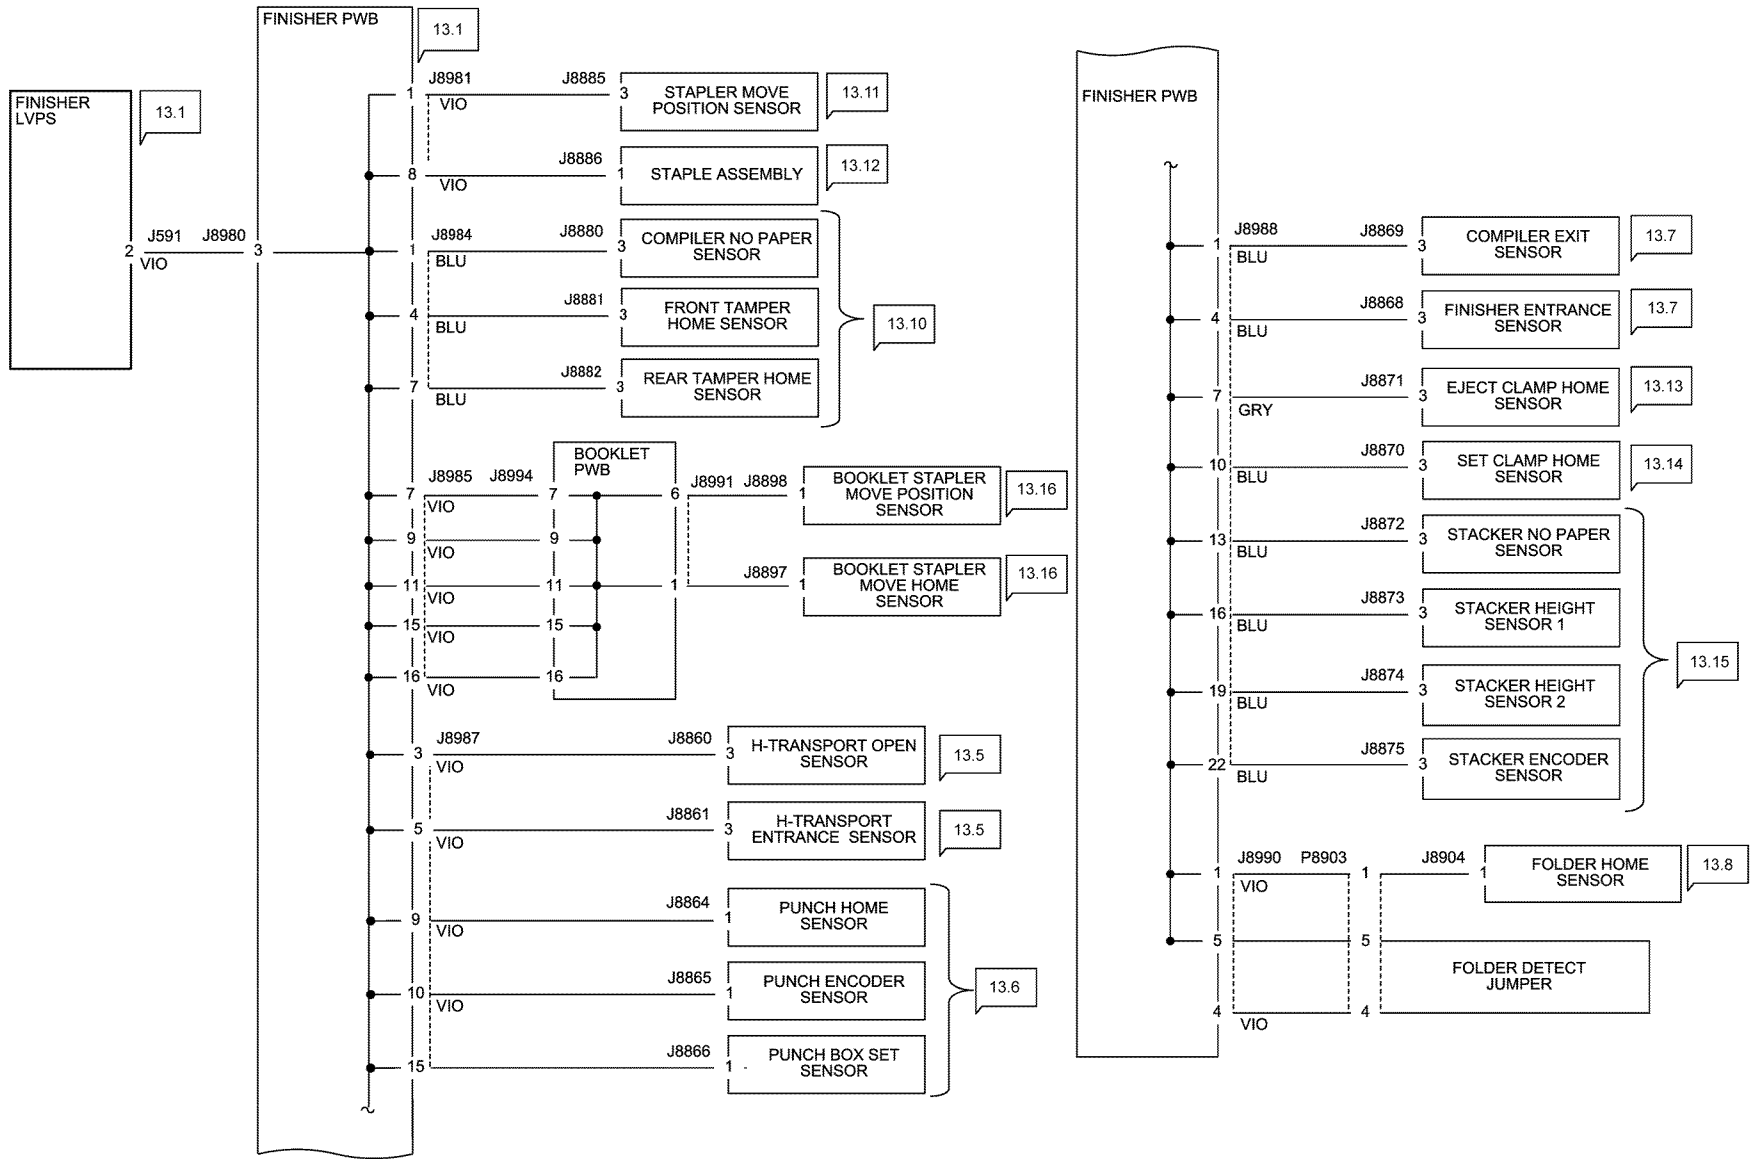 FINISHER PWB
13.1
FINISHER
LVPS
13.1
2
J591
VIO
J8980
3
1
J8981
VIO
J8885
3
STAPLER MOVE
POSITION SENSOR
13.11
8
VIO
J8886
1
STAPLE ASSEMBLY
13.12
1
J8984
BLU
J8880
3
COMPILER NO PAPER
SENSOR
4
BLU
J8881
3
FRONT TAMPER
HOME SENSOR
13.10
7
BLU
J8882
3
REAR TAMPER HOME
SENSOR
BOOKLET
PWB
7
J8985
VIO
J8994
7
6
J8991
J8898
1
BOOKLET STAPLER
MOVE POSITION
SENSOR
13.16
9
VIO
9
11
VIO
11
1
J8897
1
BOOKLET STAPLER
MOVE HOME
SENSOR
13.16
15
VIO
15
16
VIO
16
3
J8987
VIO
J8860
3
H-TRANSPORT OPEN
SENSOR
13.5
5
VIO
J8861
3
H-TRANSPORT
ENTRANCE SENSOR
13.5
9
VIO
J8864
1
PUNCH HOME
SENSOR
10
VIO
J8865
1
PUNCH ENCODER
SENSOR
13.6
15
VIO
J8866
1
PUNCH BOX SET
SENSOR
FINISHER PWB
1
J8988
BLU
J8869
3
COMPILER EXIT
SENSOR
13.7
4
BLU
J8868
3
FINISHER ENTRANCE
SENSOR
13.7
7
GRY
J8871
3
EJECT CLAMP HOME
SENSOR
13.13
10
BLU
J8870
3
SET CLAMP HOME
SENSOR
13.14
13
BLU
J8872
3
STACKER NO PAPER
SENSOR
16
BLU
J8873
3
STACKER HEIGHT
SENSOR 1
13.15
19
BLU
J8874
3
STACKER HEIGHT
SENSOR 2
22
BLU
J8875
3
STACKER ENCODER
SENSOR
1
J8990
VIO
P8903
1
J8904
1
FOLDER HOME
SENSOR
13.8
5
5
FOLDER DETECT
JUMPER
4
VIO
4